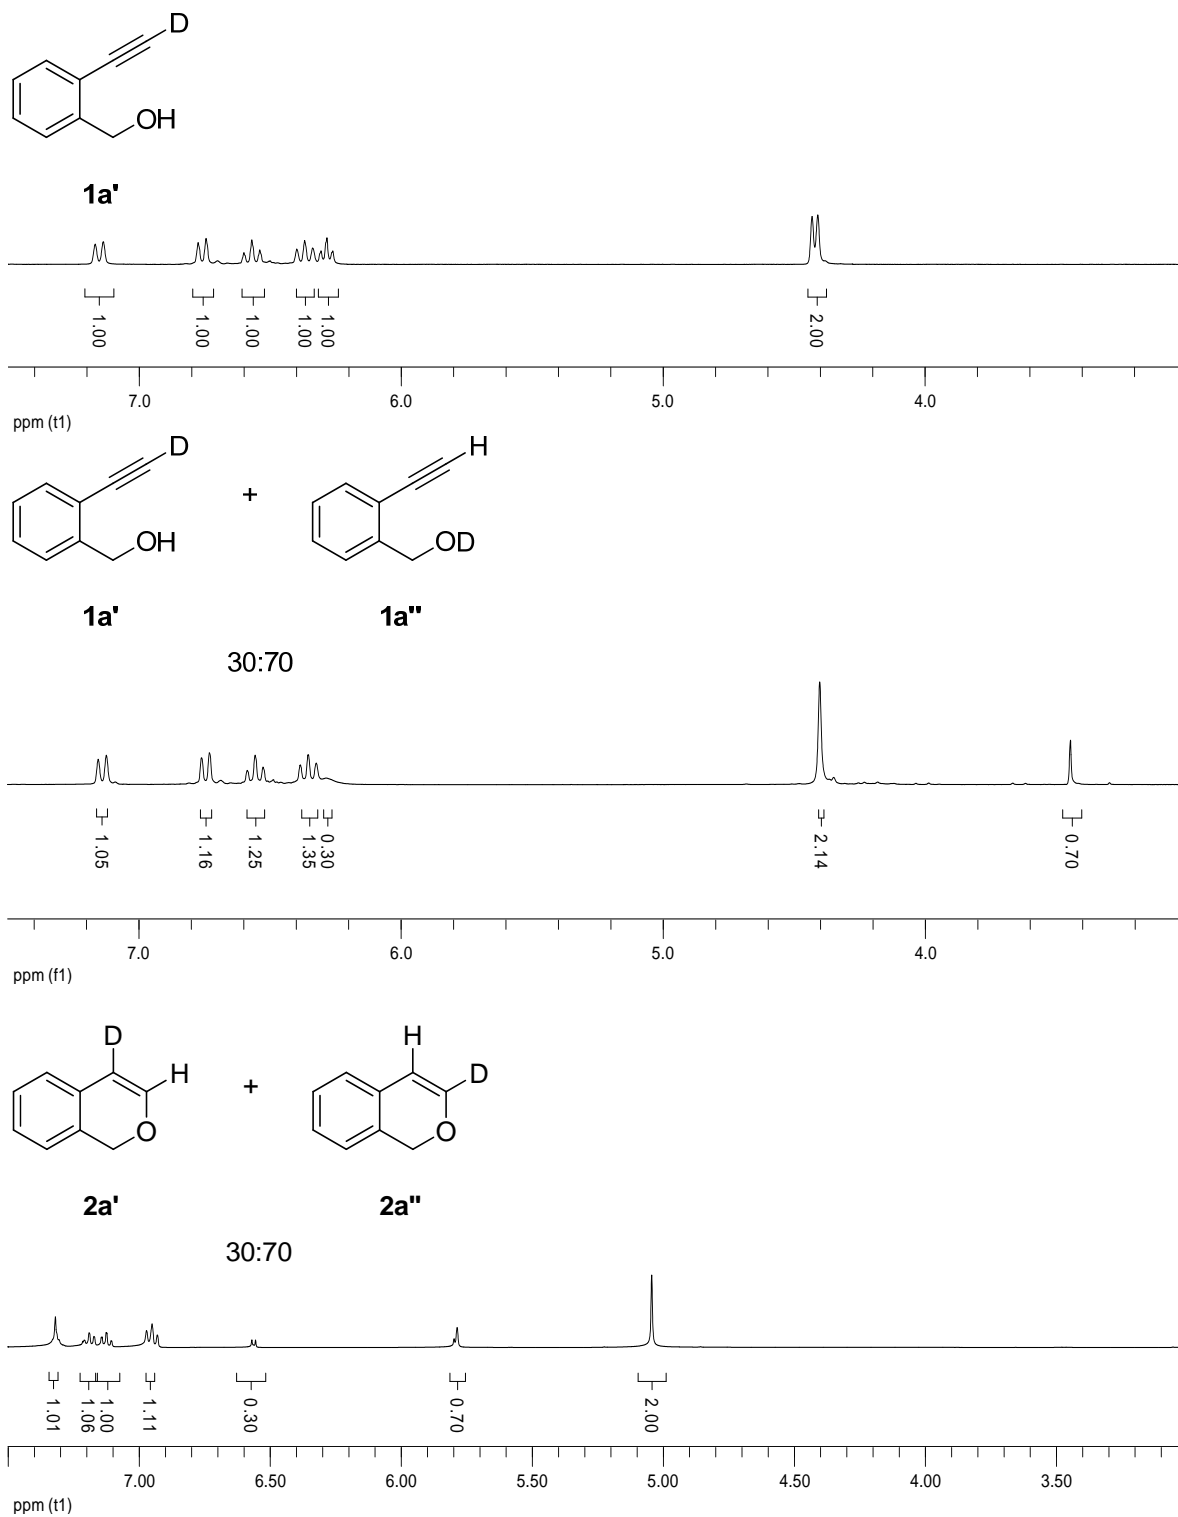 D
OH
1a'
1.00 1.00 1.00 1.00 1.00 2.00
7.0 6.0 5.0 4.0
ppm (t1)
D H
+
OH OD
1a' 1a"
30:70
1.05 1.16 1.25 1.35 0.30 2.14 0.70
7.0 6.0 5.0 4.0
ppm (f1)
D H
H D
+
O O
2a' 2a"
30:70
1.01 1.06 1.00 1.11 0.30 0.70 2.00
7.00 6.50 6.00 5.50 5.00 4.50 4.00 3.50
ppm (t1)